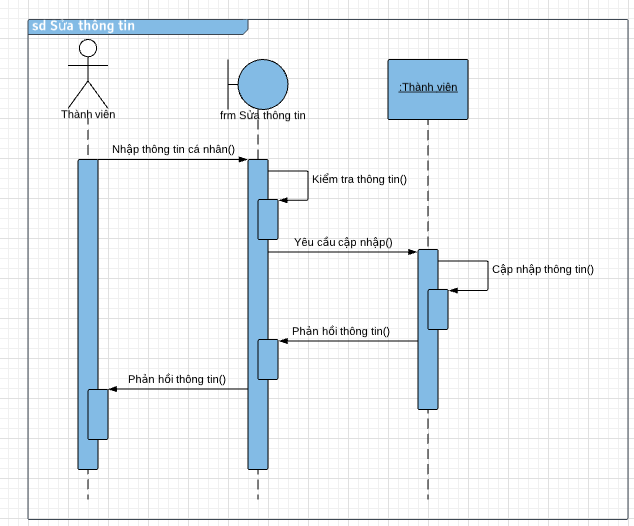 sd Sửa thông tin
Thành viên
frm Sửa thông tin
:Thành viên
Nhập thông tin cá nhân()
Kiểm tra thông tin()
Yêu cầu cập nhập()
Cập nhập thông tin()
Phản hồi thông tin()
Phản hồi thông tin()